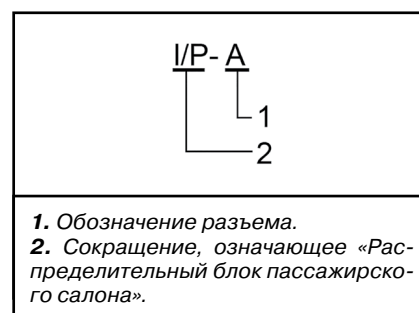 I/P- A
1
2
1. Обозначение разъема.
2. Сокращение, означающее «Рас-
пределительный блок пассажирско-
го салона».